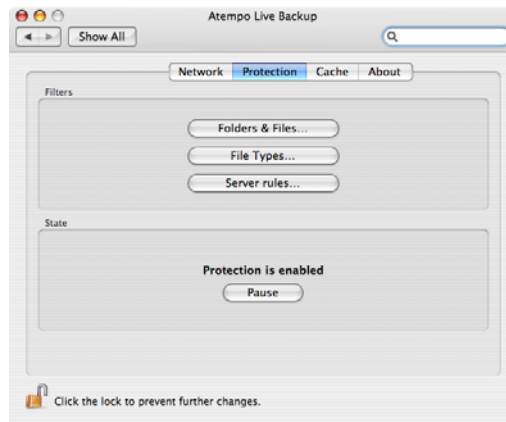 Atempo Live Backup
Show All
Network Protection Cache About
Filters
Folders & Files...
File Types...
Server rules...
State
Protection is enabled
Pause
Click the lock to prevent further changes.